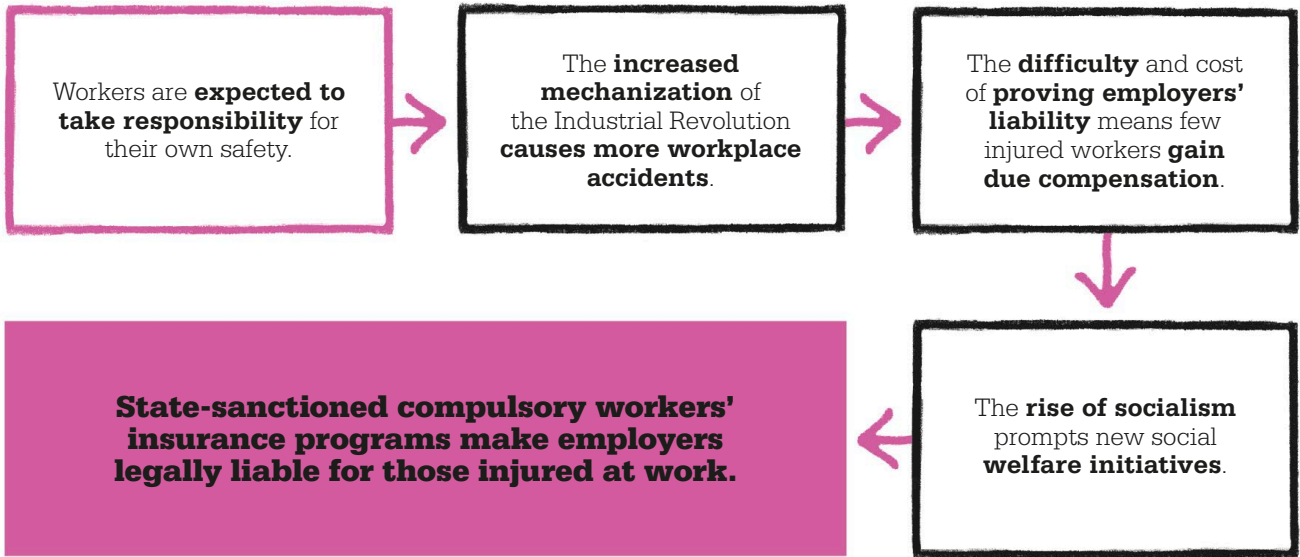 Workers are expected to
take responsibility for
their own safety.
The increased
mechanization of
the Industrial Revolution
causes more workplace
accidents.
The difficulty and cost
of proving employers’
liability means few
injured workers gain
due compensation.
The rise of socialism
prompts new social
welfare initiatives.
State-sanctioned compulsory workers’
insurance programs make employers
legally liable for those injured at work.